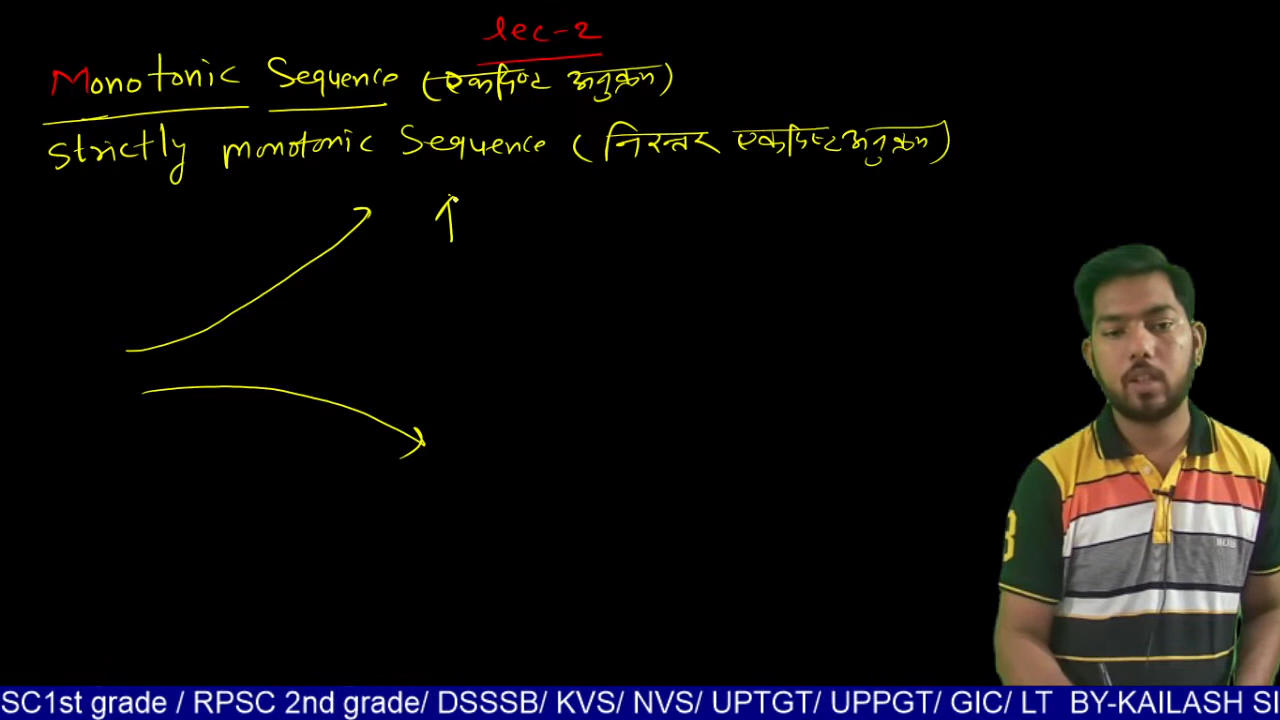 lec-2
Monotonic Sequence (एकदिष्ट अनुक्रम)
Strictly monotonic Sequence (निरन्तर एकदिष्ट अनुक्रम)
SC1st grade / RPSC 2nd grade/ DSSSB/ KVS/ NVS/ UPTGT/ UPPGT/ GIC/ LT BY-KAILASH SI